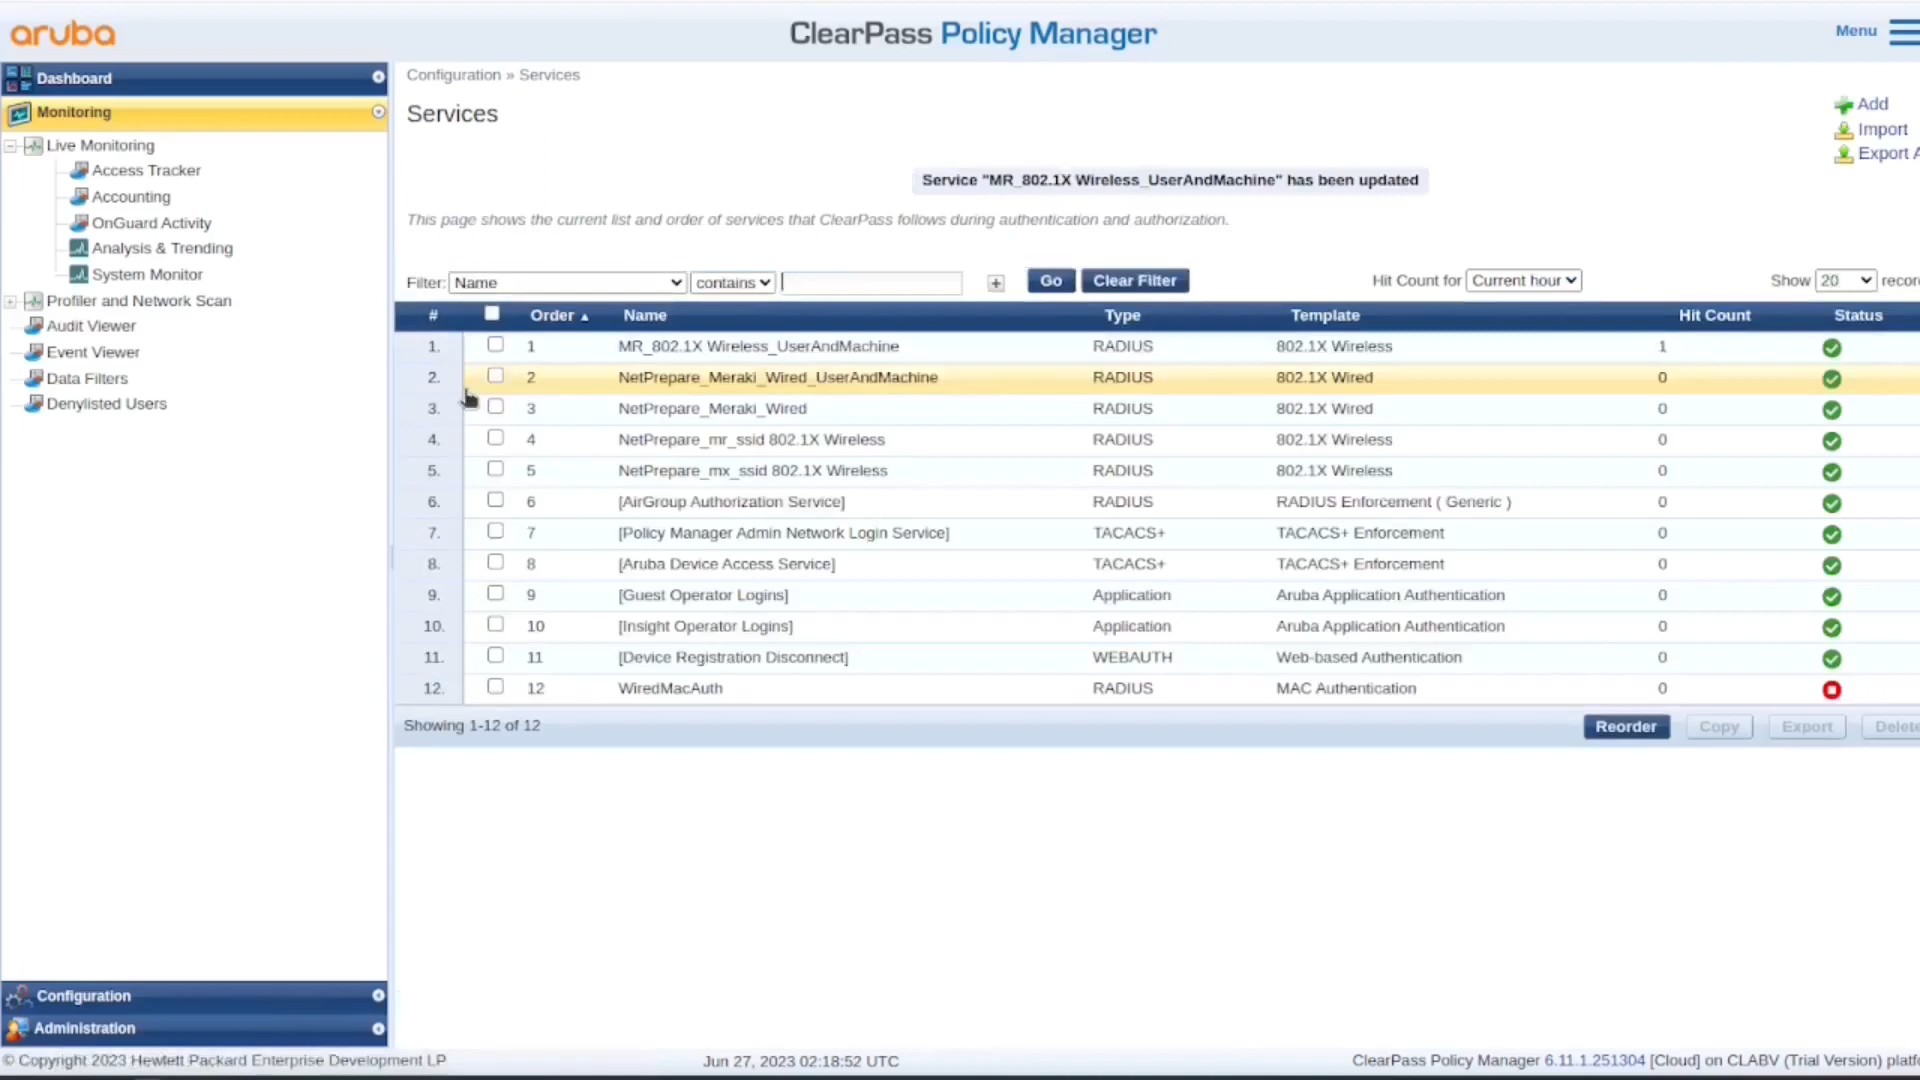 aruba
ClearPass Policy Manager
Menu
Dashboard
Monitoring
Live Monitoring
Access Tracker
Accounting
OnGuard Activity
Analysis & Trending
System Monitor
Profiler and Network Scan
Audit Viewer
Event Viewer
Data Filters
Denylisted Users
Configuration
Administration
Configuration » Services
Services
Add
Import
Export A
Service "MR_802.1X Wireless_UserAndMachine" has been updated
This page shows the current list and order of services that ClearPass follows during authentication and authorization.
Filter: Name contains + Go Clear Filter Hit Count for Current hour Show 20 recor
# Order ▲ Name Type Template Hit Count Status
1. 1 MR_802.1X Wireless_UserAndMachine RADIUS 802.1X Wireless 1
2. 2 NetPrepare_Meraki_Wired_UserAndMachine RADIUS 802.1X Wired 0
3. 3 NetPrepare_Meraki_Wired RADIUS 802.1X Wired 0
4. 4 NetPrepare_mr_ssid 802.1X Wireless RADIUS 802.1X Wireless 0
5. 5 NetPrepare_mx_ssid 802.1X Wireless RADIUS 802.1X Wireless 0
6. 6 [AirGroup Authorization Service] RADIUS RADIUS Enforcement ( Generic ) 0
7. 7 [Policy Manager Admin Network Login Service] TACACS+ TACACS+ Enforcement 0
8. 8 [Aruba Device Access Service] TACACS+ TACACS+ Enforcement 0
9. 9 [Guest Operator Logins] Application Aruba Application Authentication 0
10. 10 [Insight Operator Logins] Application Aruba Application Authentication 0
11. 11 [Device Registration Disconnect] WEBAUTH Web-based Authentication 0
12. 12 WiredMacAuth RADIUS MAC Authentication 0
Showing 1-12 of 12 Reorder Copy Export Delete
© Copyright 2023 Hewlett Packard Enterprise Development LP Jun 27, 2023 02:18:52 UTC ClearPass Policy Manager 6.11.1.251304 [Cloud] on CLABV (Trial Version) platf